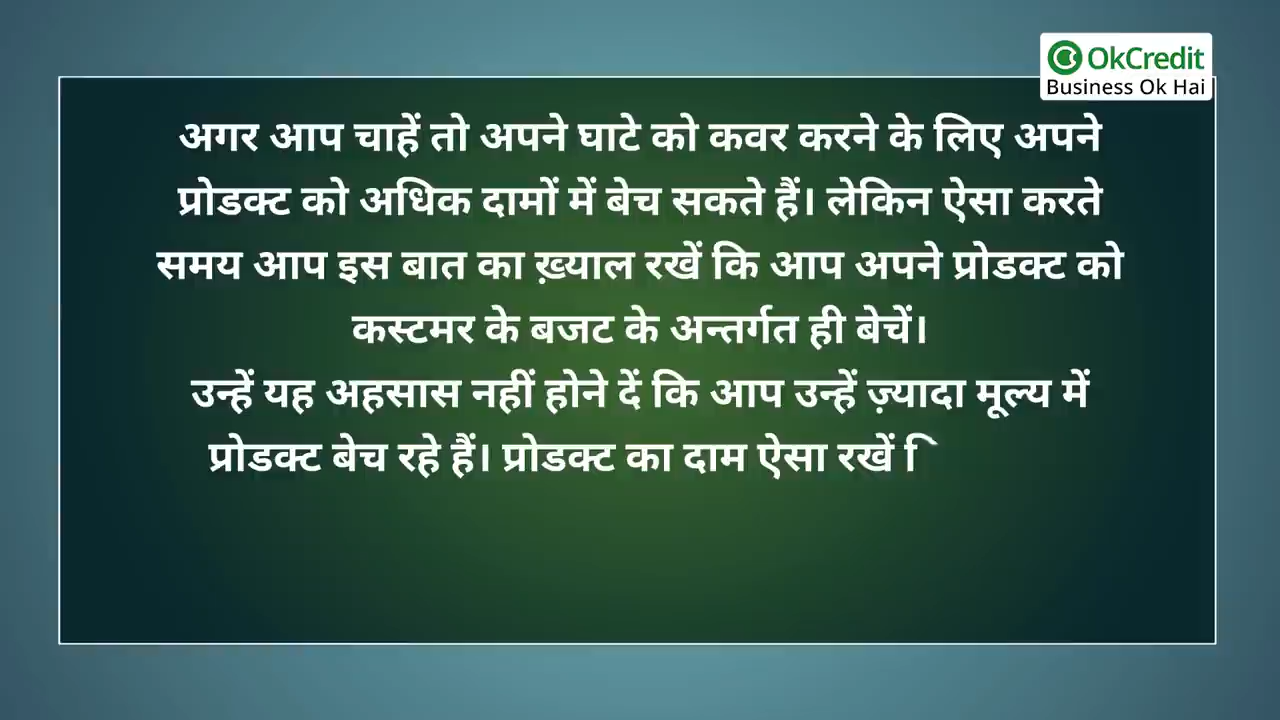 OkCredit
Business Ok Hai
अगर आप चाहें तो अपने घाटे को कवर करने के लिए अपने
प्रोडक्ट को अधिक दामों में बेच सकते हैं। लेकिन ऐसा करते
समय आप इस बात का ख़्याल रखें कि आप अपने प्रोडक्ट को
कस्टमर के बजट के अन्तर्गत ही बेचें।
उन्हें यह अहसास नहीं होने दें कि आप उन्हें ज़्यादा मूल्य में
प्रोडक्ट बेच रहे हैं। प्रोडक्ट का दाम ऐसा रखें